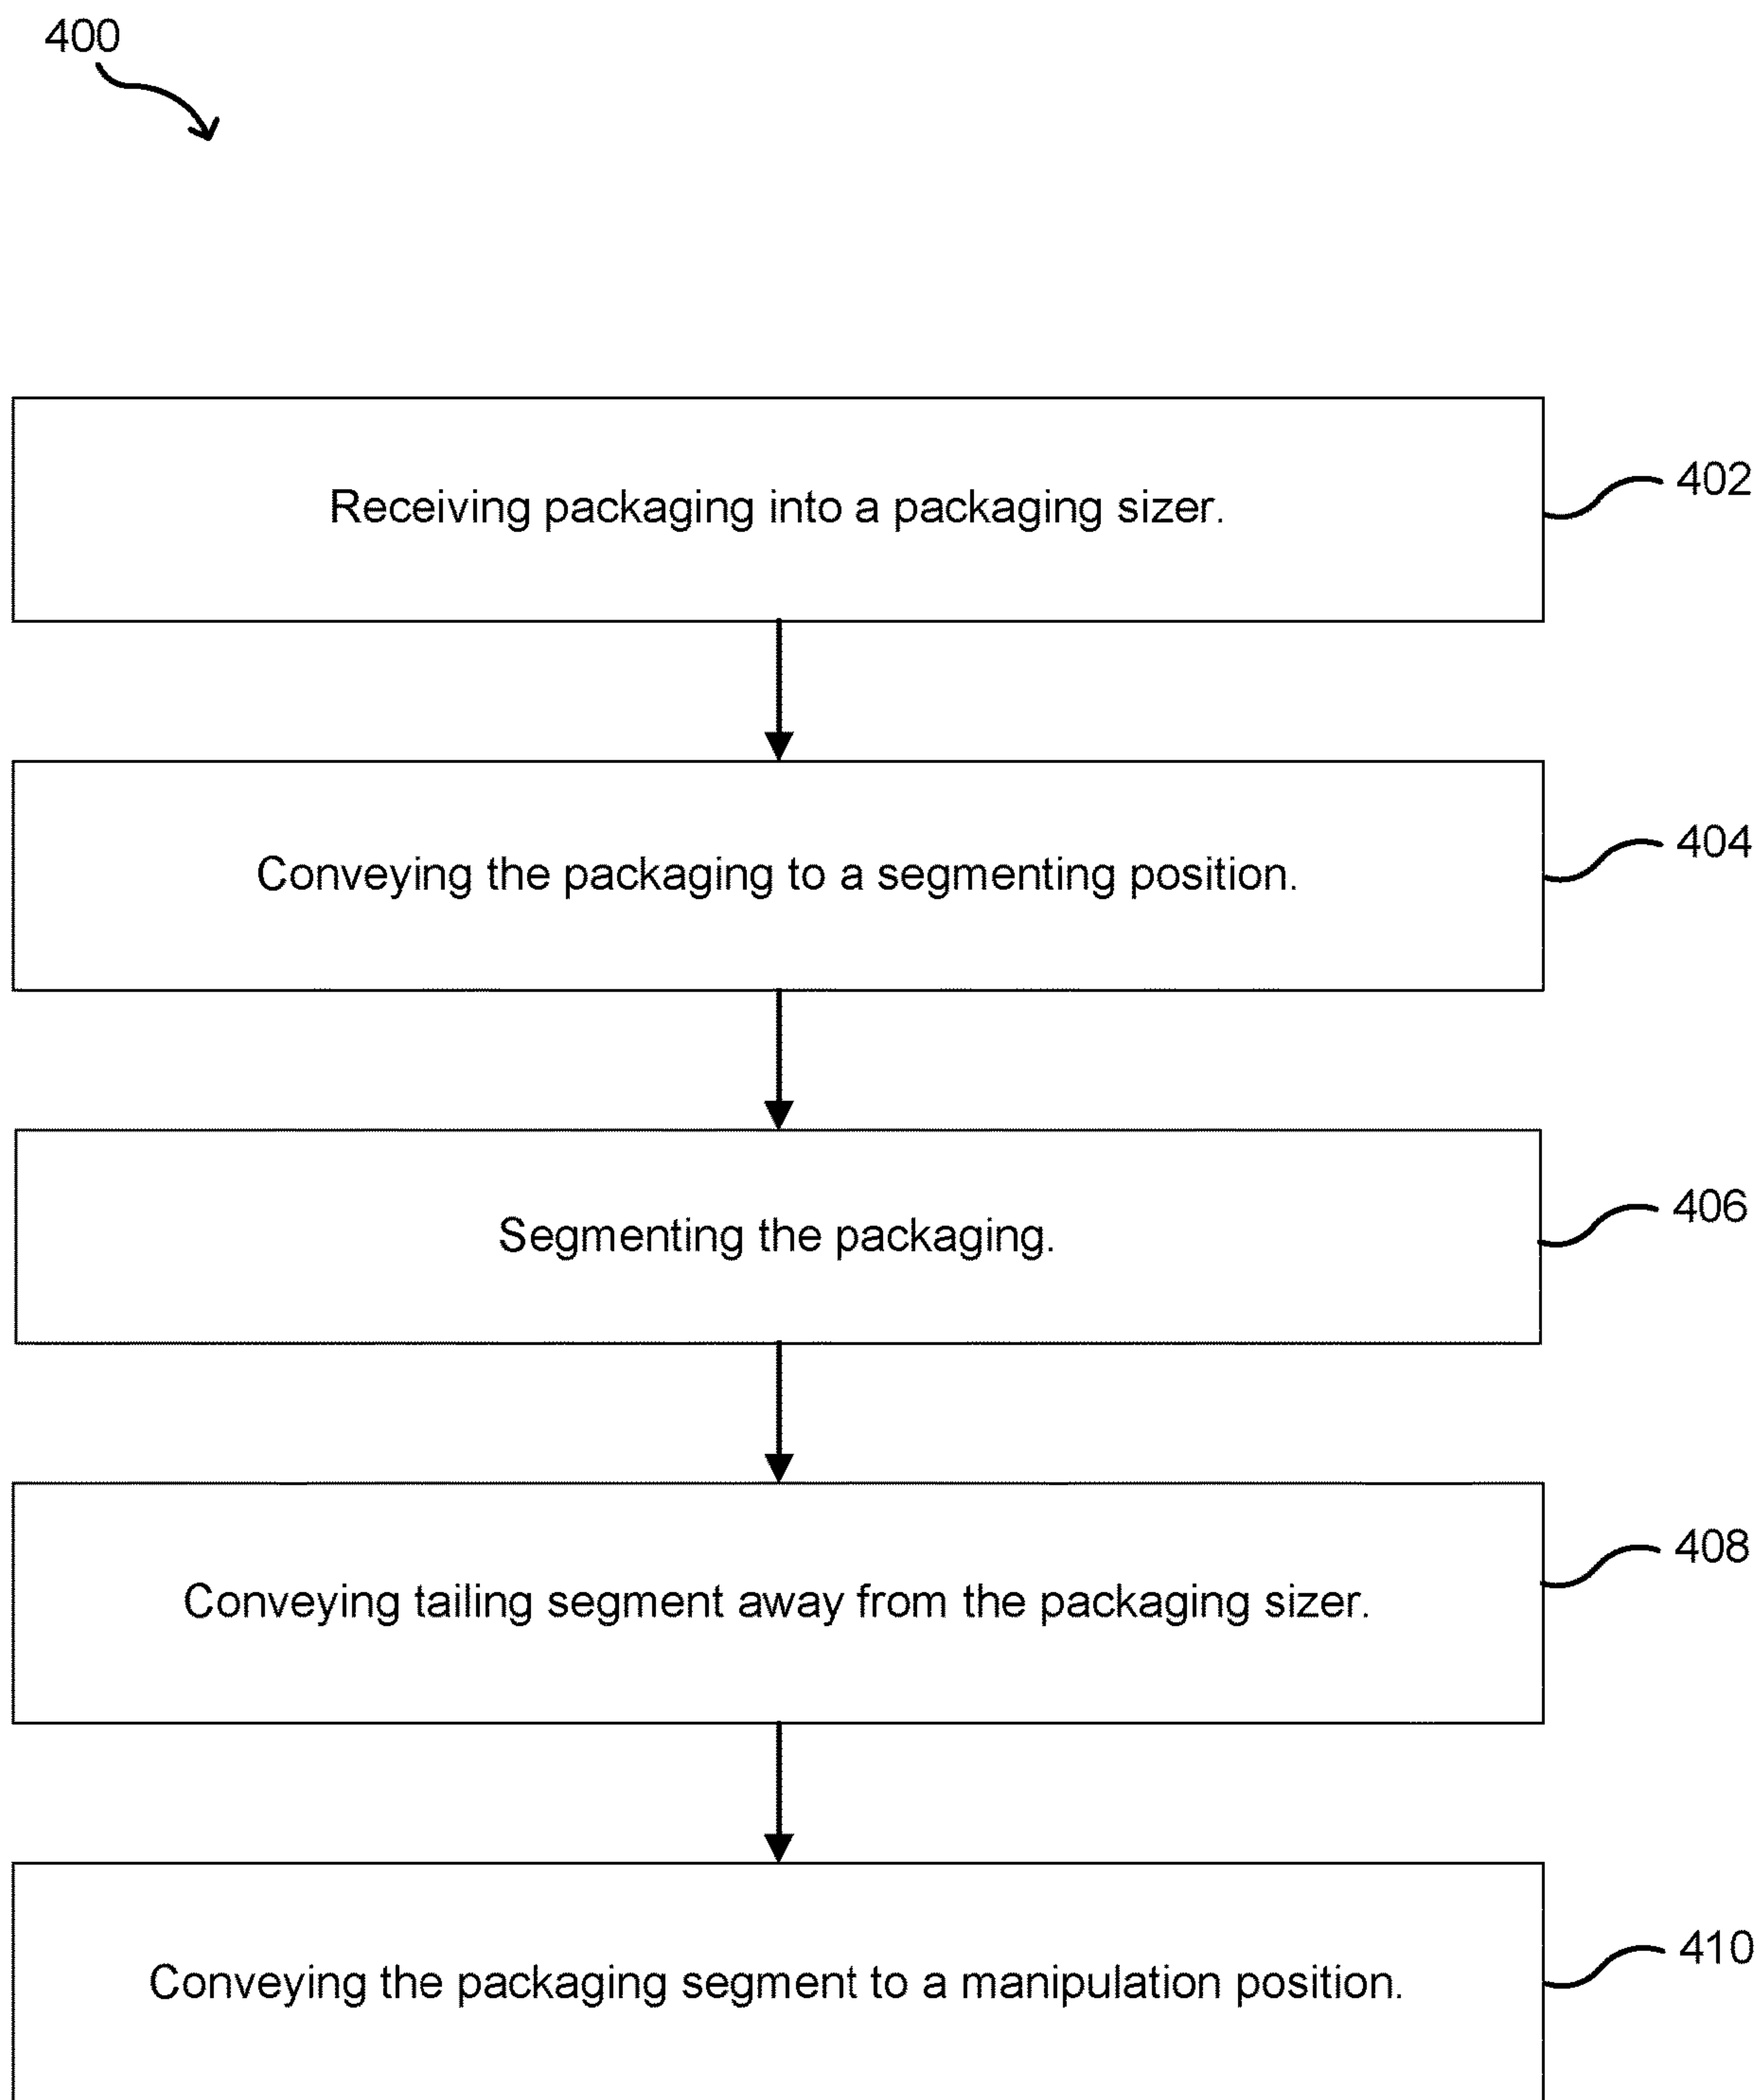 400
Receiving packaging into a packaging sizer.
402
Conveying the packaging to a segmenting position.
404
Segmenting the packaging.
406
Conveying tailing segment away from the packaging sizer.
408
Conveying the packaging segment to a manipulation position.
410